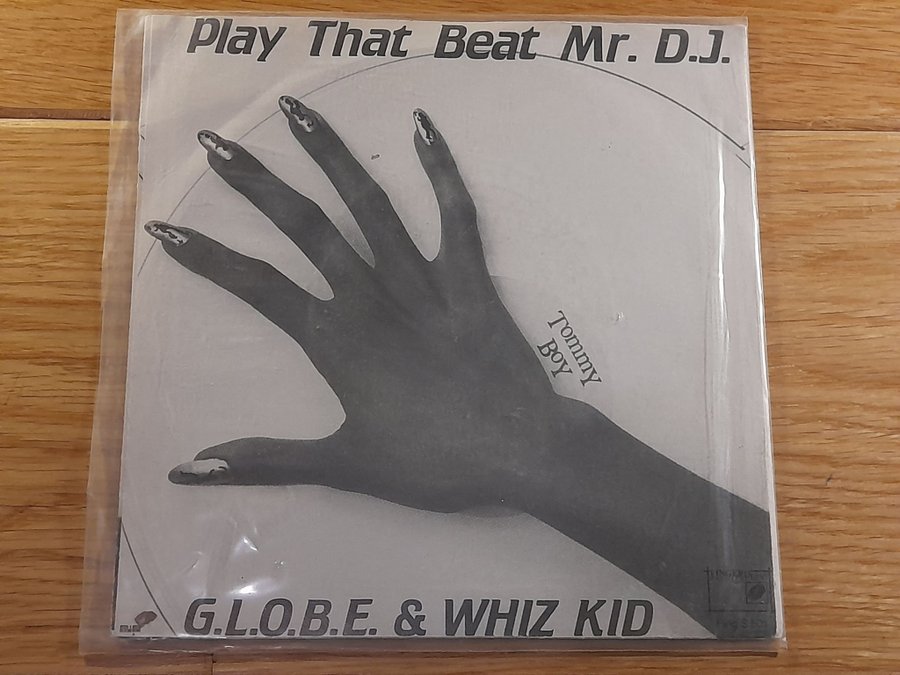 Play That Beat Mr. D.J.
Tommy
Boy
G.L.O.B.E. & WHIZ KID